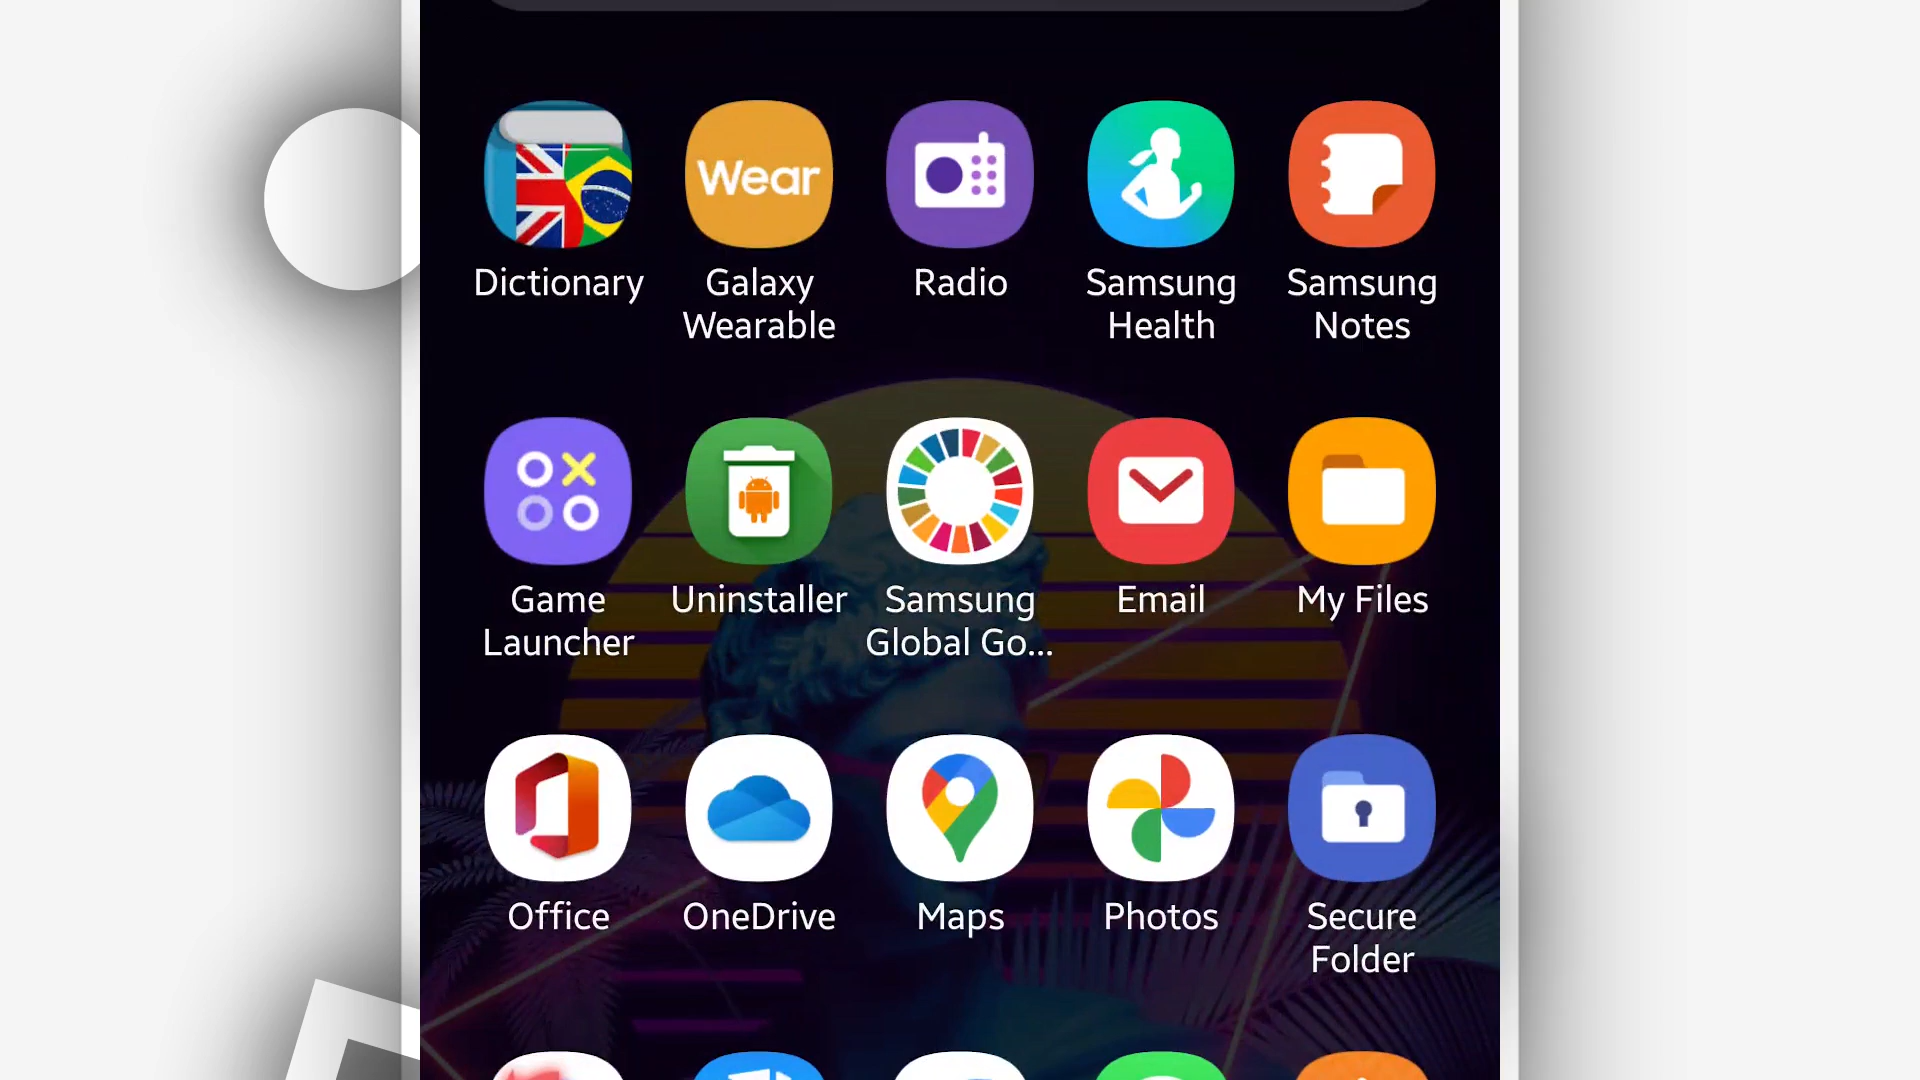 Wear
Dictionary
Galaxy
Wearable
Radio
Samsung
Health
Samsung
Notes
Game
Launcher
Uninstaller
Samsung
Global Go...
Email
My Files
Office
OneDrive
Maps
Photos
Secure
Folder